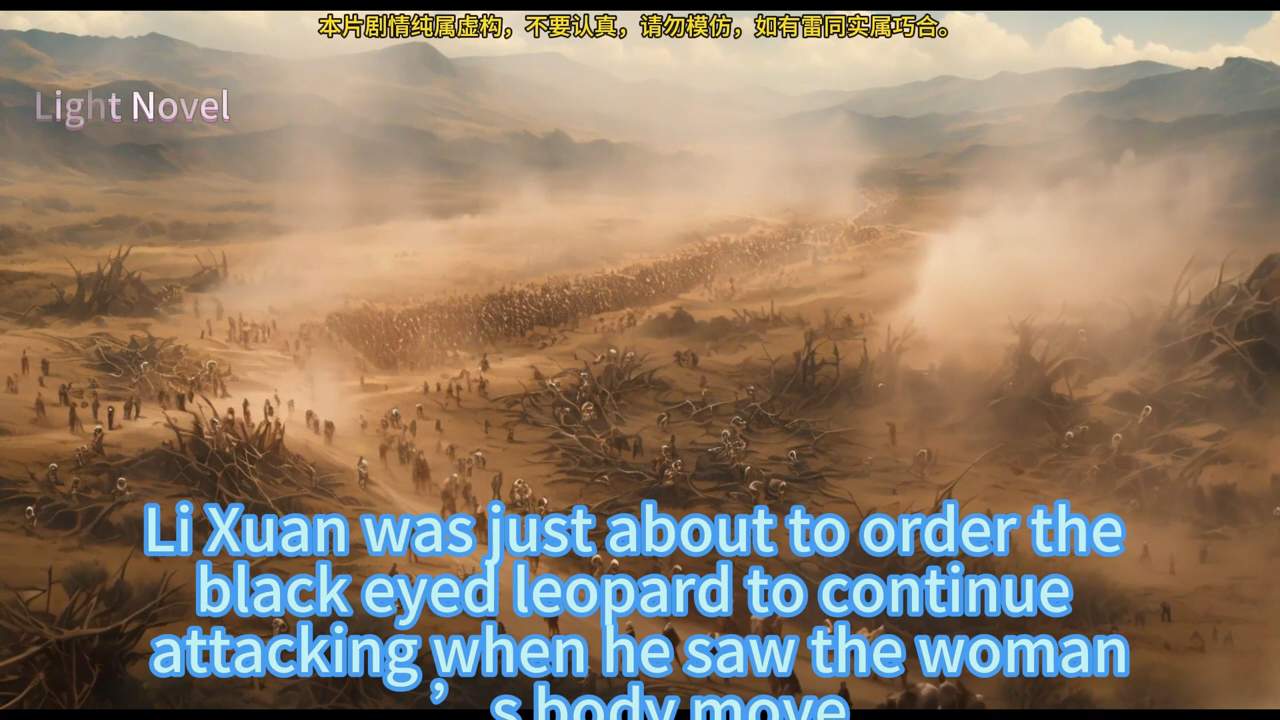 本片剧情纯属虚构，不要认真，请勿模仿，如有雷同实属巧合。
Light Novel
Li Xuan was just about to order the
black eyed leopard to continue
attacking when he saw the woman
’ s body move